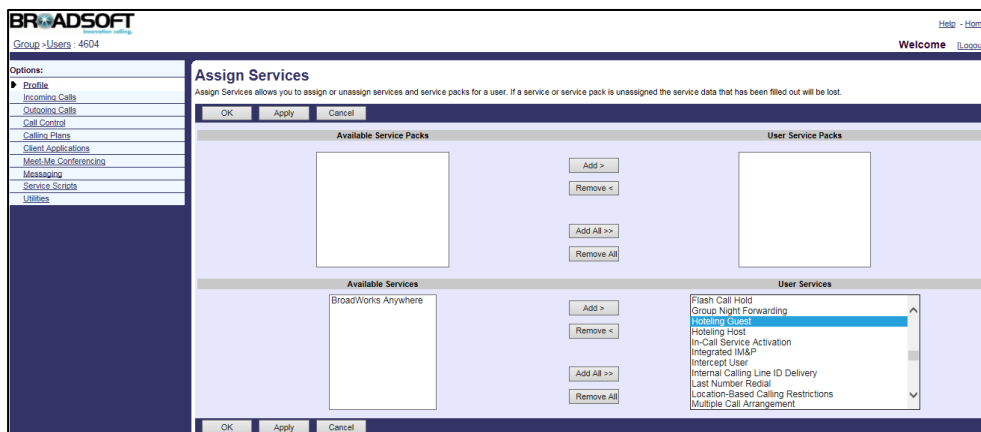 BROADSOFT
innovation calling.
Help - Hom
Group >Users : 4604
Welcome [Logou
Options:
Profile
Incoming Calls
Outgoing Calls
Call Control
Calling Plans
Client Applications
Meet-Me Conferencing
Messaging
Service Scripts
Utilities
Assign Services
Assign Services allows you to assign or unassign services and service packs for a user. If a service or service pack is unassigned the service data that has been filled out will be lost.
OK Apply Cancel
Available Service Packs User Service Packs
Add >
Remove <
Add All >>
Remove All
Available Services User Services
BroadWorks Anywhere
Add >
Remove <
Add All >>
Remove All
Flash Call Hold
Group Night Forwarding
Hoteling Guest
Hoteling Host
In-Call Service Activation
Integrated IM&P
Intercept User
Internal Calling Line ID Delivery
Last Number Redial
Location-Based Calling Restrictions
Multiple Call Arrangement
OK Apply Cancel